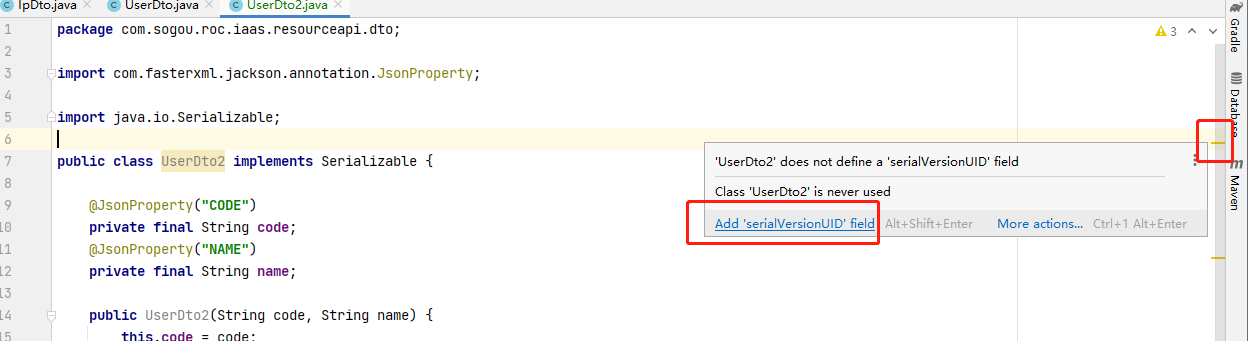 IpDto.java UserDto.java UserDto2.java
1 package com.sogou.roc.iaas.resourceapi.dto; 3
2
3 import com.fasterxml.jackson.annotation.JsonProperty;
4
5 import java.io.Serializable;
6
7 public class UserDto2 implements Serializable {
8
9 @JsonProperty("CODE")
10 private final String code;
11 @JsonProperty("NAME")
12 private final String name;
13
14 public UserDto2(String code, String name) {
15 this.code = code;
'UserDto2' does not define a 'serialVersionUID' field
Class 'UserDto2' is never used
Add 'serialVersionUID' field Alt+Shift+Enter More actions... Ctrl+1 Alt+Enter
Gradle
Database
Maven